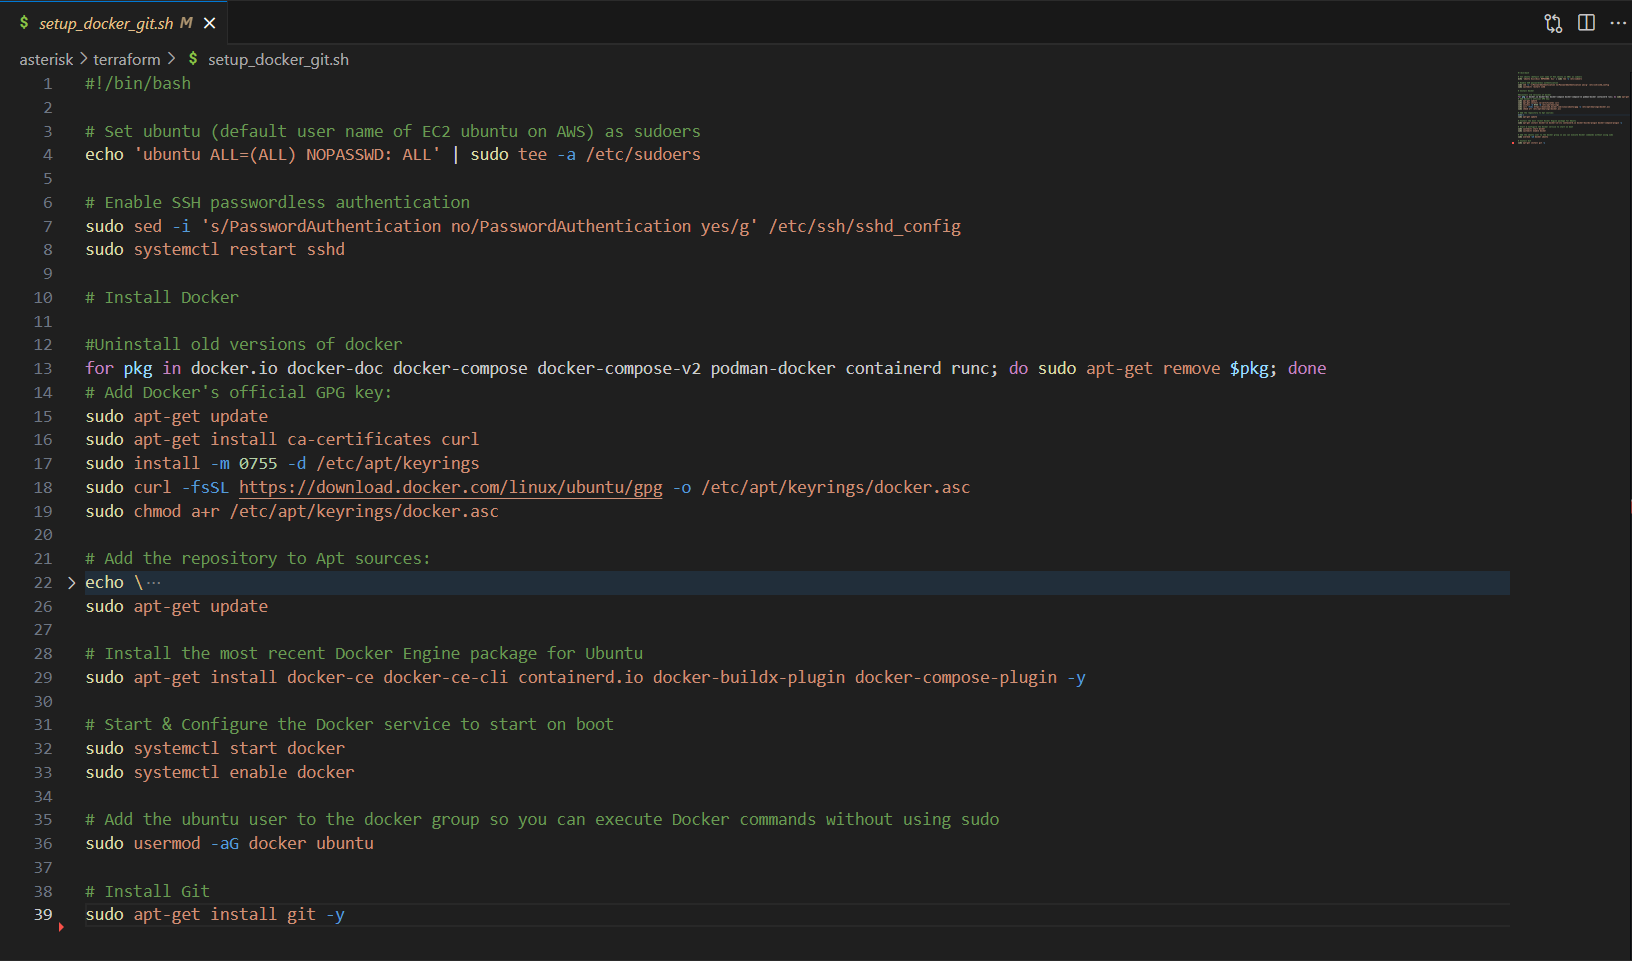 $ setup_docker_git.sh M ×
asterisk > terraform > $ setup_docker_git.sh
1 #!/bin/bash
2
3 # Set ubuntu (default user name of EC2 ubuntu on AWS) as sudoers
4 echo 'ubuntu ALL=(ALL) NOPASSWD: ALL' | sudo tee -a /etc/sudoers
5
6 # Enable SSH passwordless authentication
7 sudo sed -i 's/PasswordAuthentication no/PasswordAuthentication yes/g' /etc/ssh/sshd_config
8 sudo systemctl restart sshd
9
10 # Install Docker
11
12 #Uninstall old versions of docker
13 for pkg in docker.io docker-doc docker-compose docker-compose-v2 podman-docker containerd runc; do sudo apt-get remove $pkg; done
14 # Add Docker's official GPG key:
15 sudo apt-get update
16 sudo apt-get install ca-certificates curl
17 sudo install -m 0755 -d /etc/apt/keyrings
18 sudo curl -fsSL https://download.docker.com/linux/ubuntu/gpg -o /etc/apt/keyrings/docker.asc
19 sudo chmod a+r /etc/apt/keyrings/docker.asc
20
21 # Add the repository to Apt sources:
22 > echo \···
26 sudo apt-get update
27
28 # Install the most recent Docker Engine package for Ubuntu
29 sudo apt-get install docker-ce docker-ce-cli containerd.io docker-buildx-plugin docker-compose-plugin -y
30
31 # Start & Configure the Docker service to start on boot
32 sudo systemctl start docker
33 sudo systemctl enable docker
34
35 # Add the ubuntu user to the docker group so you can execute Docker commands without using sudo
36 sudo usermod -aG docker ubuntu
37
38 # Install Git
39 sudo apt-get install git -y